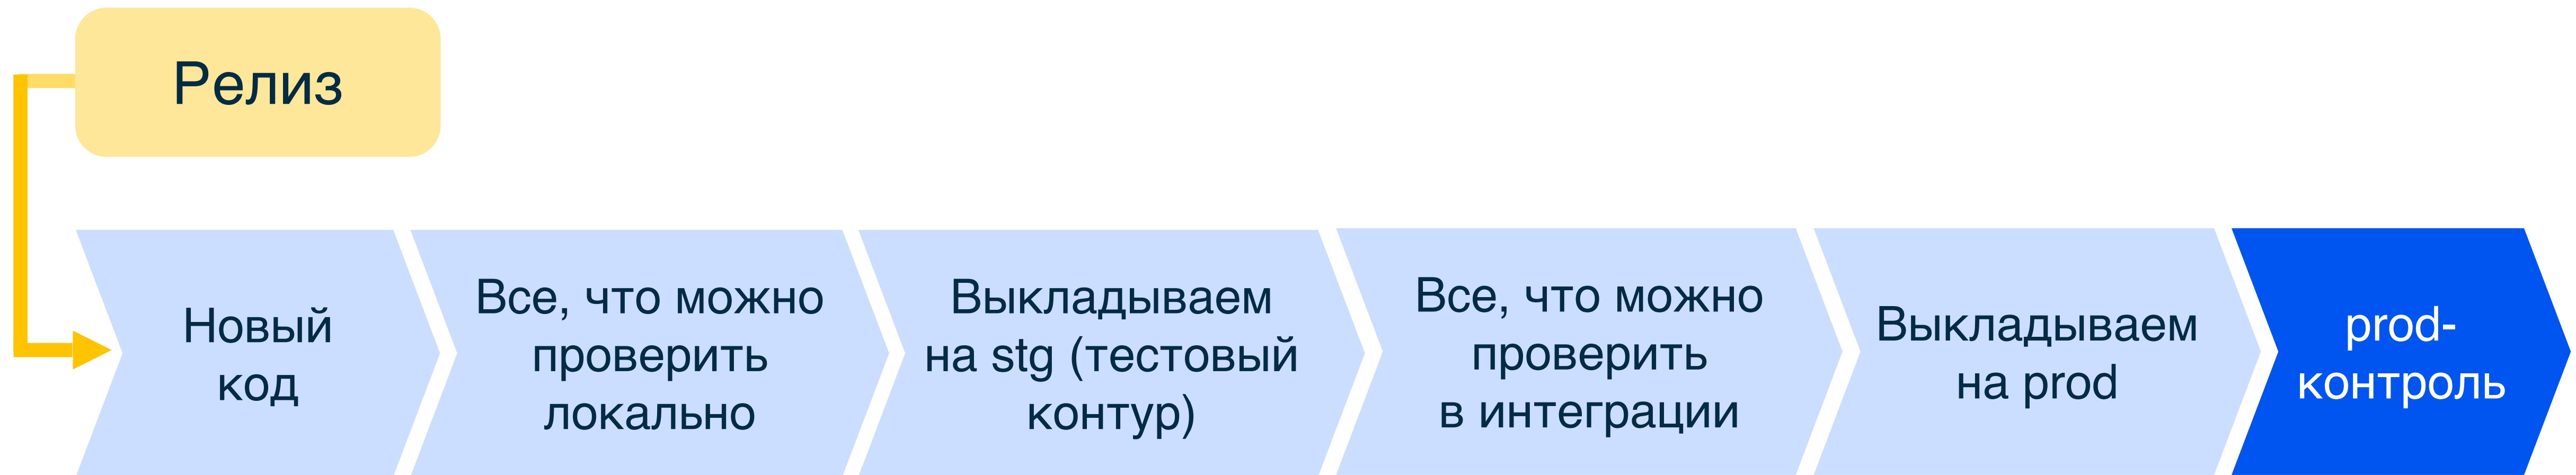 Релиз
Новый
код
Все, что можно
проверить
локально
Выкладываем
на stg (тестовый
контур)
Все, что можно
проверить
в интеграции
Выкладываем
на prod
prod-
контроль